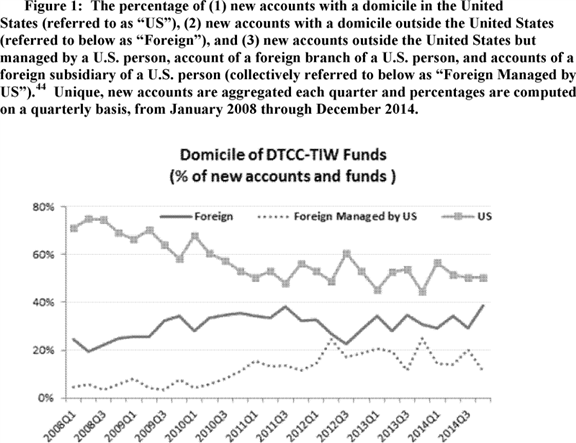 Figure 1: The percentage of (1) new accounts with a domicile in the United
States (referred to as “US”), (2) new accounts with a domicile outside the United States
(referred to below as “Foreign”), and (3) new accounts outside the United States but
managed by a U.S. person, account of a foreign branch of a U.S. person, and accounts of a
foreign subsidiary of a U.S. person (collectively referred to below as “Foreign Managed by
US”).44 Unique, new accounts are aggregated each quarter and percentages are computed
on a quarterly basis, from January 2008 through December 2014.
Domicile of DTCC-TIW Funds
(% of new accounts and funds )
Foreign Foreign Managed by US US
80%
60%
40%
20%
0%
2008Q1 2008Q3 2009Q1 2009Q3 2010Q1 2010Q3 2011Q1 2011Q3 2012Q1 2012Q3 2013Q1 2013Q3 2014Q1 2014Q3